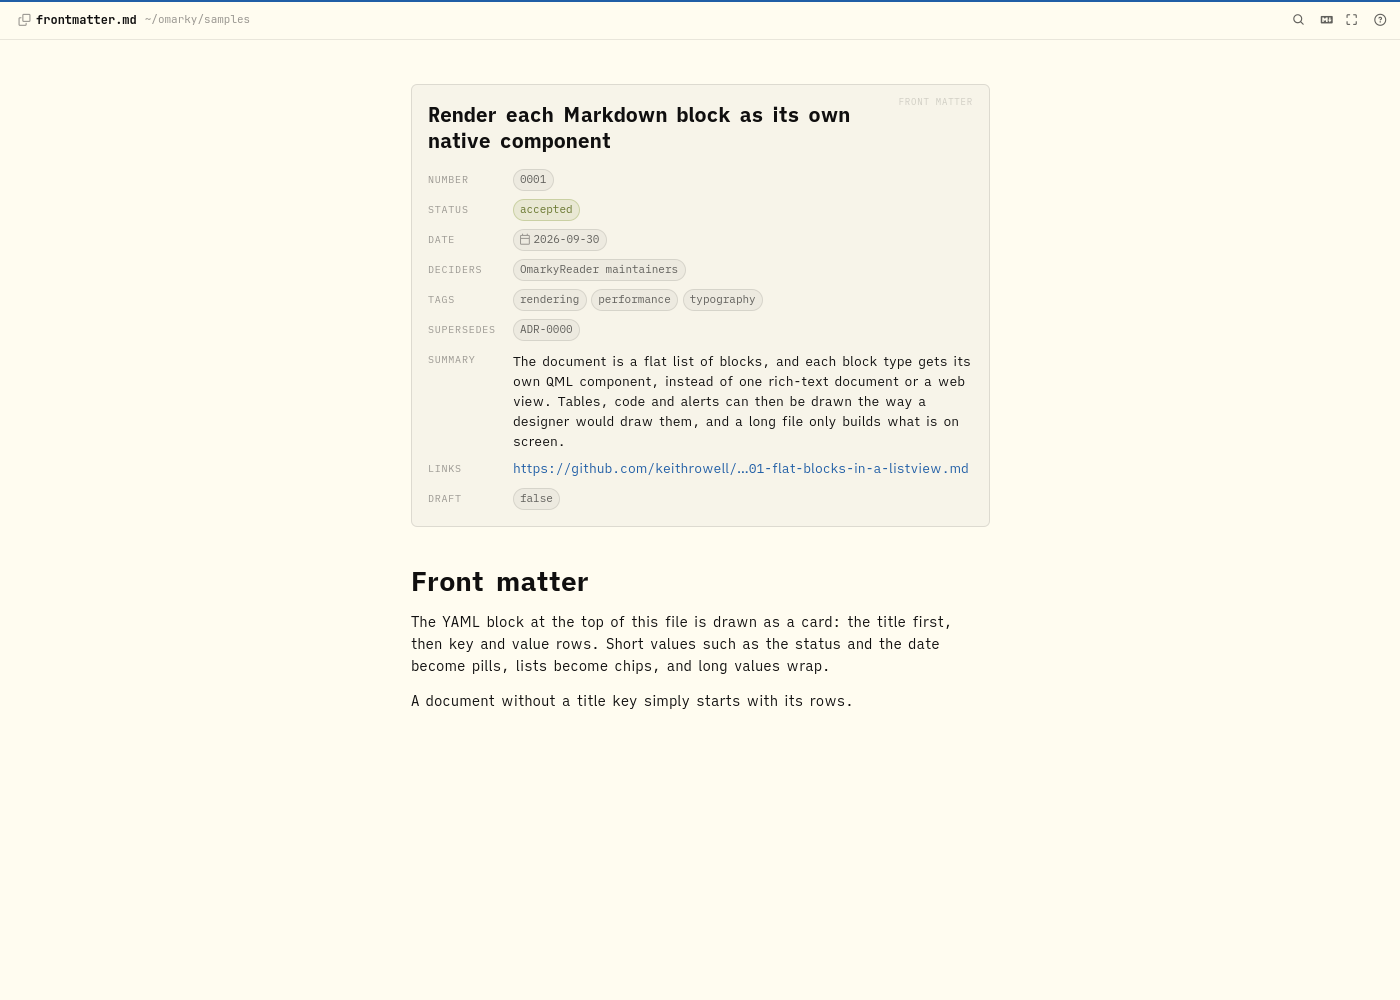 frontmatter.md ~/omarky/samples
FRONT MATTER
Render each Markdown block as its own
native component
NUMBER 0001
STATUS accepted
DATE 2026-09-30
DECIDERS OmarkyReader maintainers
TAGS rendering performance typography
SUPERSEDES ADR-0000
SUMMARY The document is a flat list of blocks, and each block type gets its
own QML component, instead of one rich-text document or a web
view. Tables, code and alerts can then be drawn the way a
designer would draw them, and a long file only builds what is on
screen.
LINKS https://github.com/keithrowell/…01-flat-blocks-in-a-listview.md
DRAFT false
Front matter
The YAML block at the top of this file is drawn as a card: the title first,
then key and value rows. Short values such as the status and the date
become pills, lists become chips, and long values wrap.
A document without a title key simply starts with its rows.